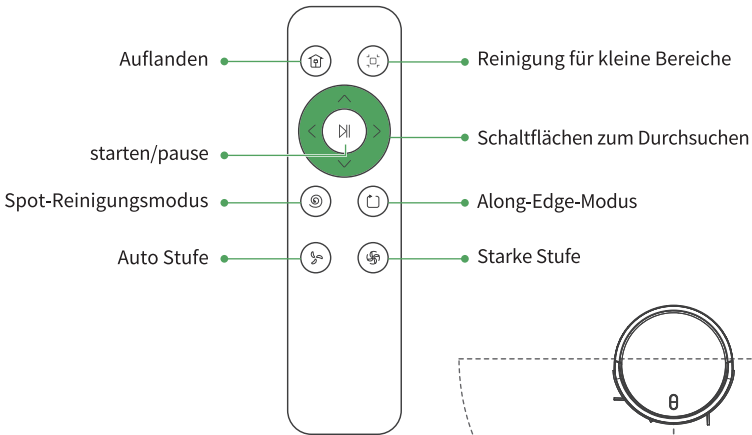 Auflanden
Reinigung für kleine Bereiche
Schaltflächen zum Durchsuchen
starten/pause
Spot-Reinigungsmodus
Along-Edge-Modus
Auto Stufe
Starke Stufe